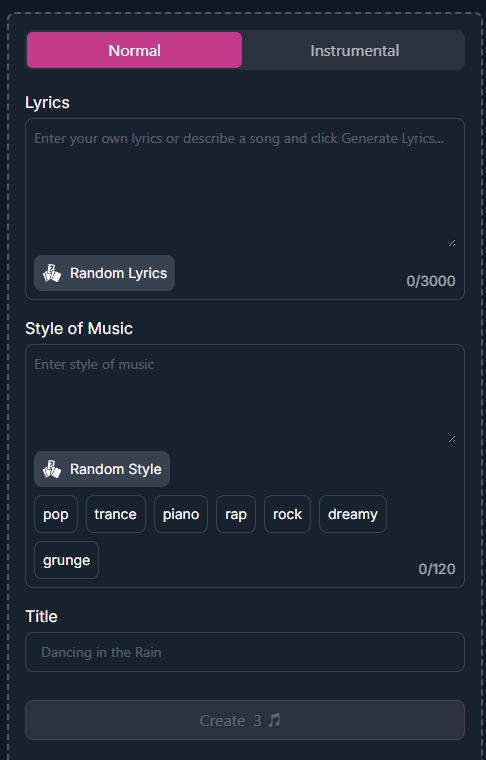 Normal Instrumental
Lyrics
Enter your own lyrics or describe a song and click Generate Lyrics...
Random Lyrics 0/3000
Style of Music
Enter style of music
Random Style
pop trance piano rap rock dreamy
grunge 0/120
Title
Dancing in the Rain
Create 3